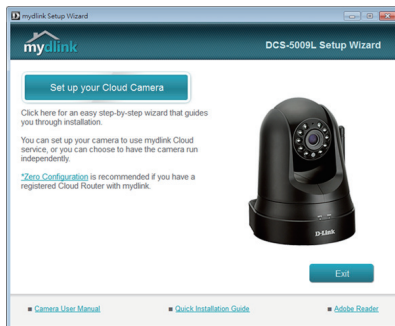 mydlink Setup Wizard
mydlink
DCS-5009L Setup Wizard
Set up your Cloud Camera
Click here for an easy step-by-step wizard that guides
you through installation.
You can set up your camera to use mydlink Cloud
service, or you can choose to have the camera run
independently.
*Zero Configuration is recommended if you have a
registered Cloud Router with mydlink.
D-Link
Exit
Camera User Manual
Quick Installation Guide
Adobe Reader